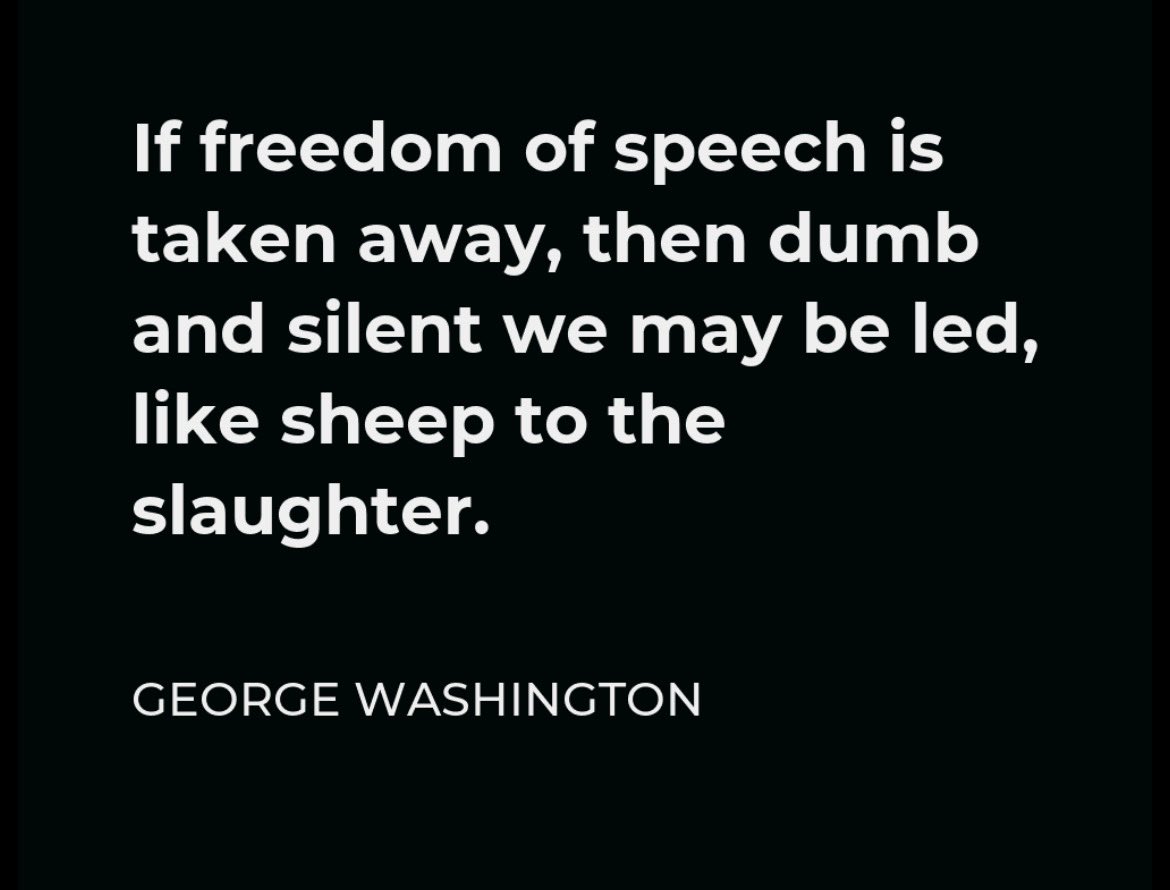 If freedom of speech is
taken away, then dumb
and silent we may be led,
like sheep to the
slaughter.
GEORGE WASHINGTON